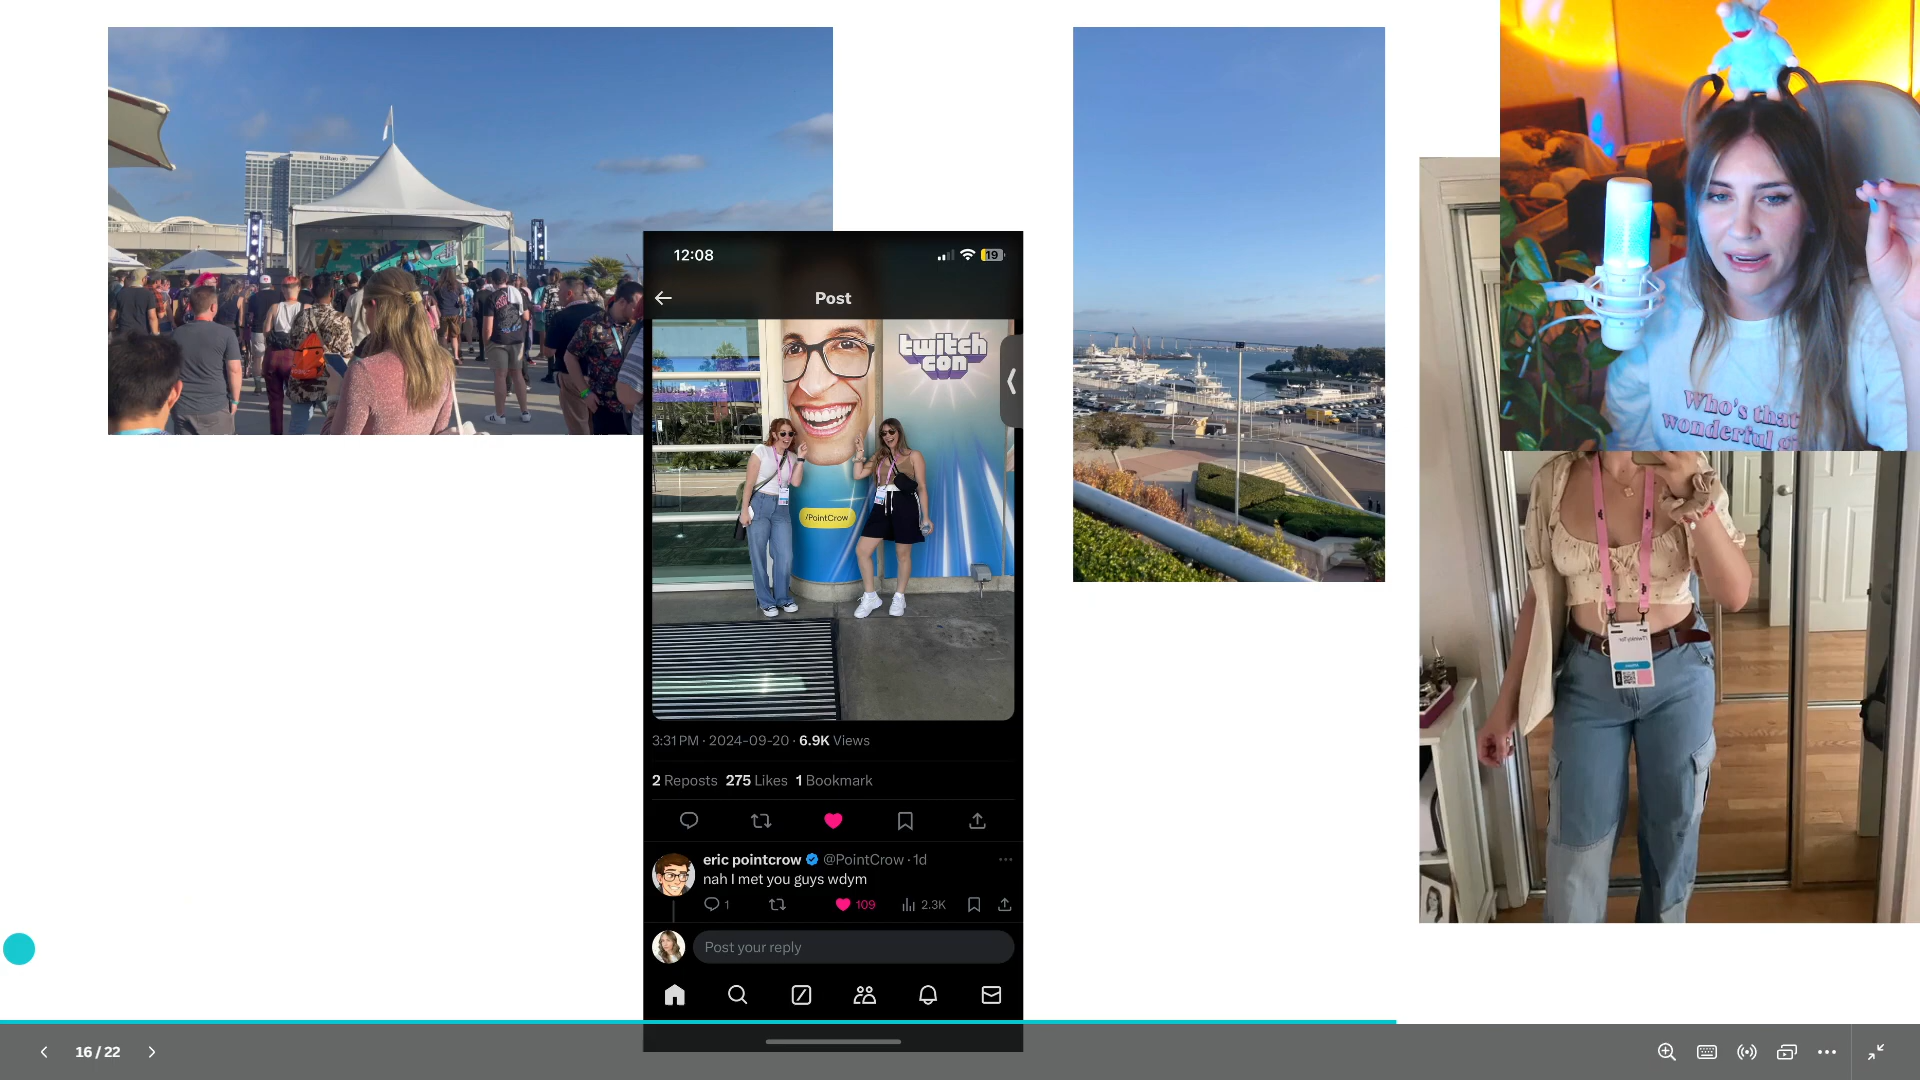 Hilton
12:08
19
Post
twitch
con
/PointCrow
3:31 PM · 2024-09-20 · 6.9K Views
2 Reposts 275 Likes 1 Bookmark
eric pointcrow @PointCrow · 1d
nah I met you guys wdym
1
109
2.3K
Post your reply
Who's that
wonderful
16 / 22